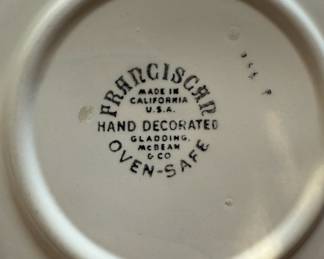 FRANCISCAN
MADE IN
CALIFORNIA
U.S.A.
HAND DECORATED
GLADDING,
McBEAN
& CO
OVEN-SAFE